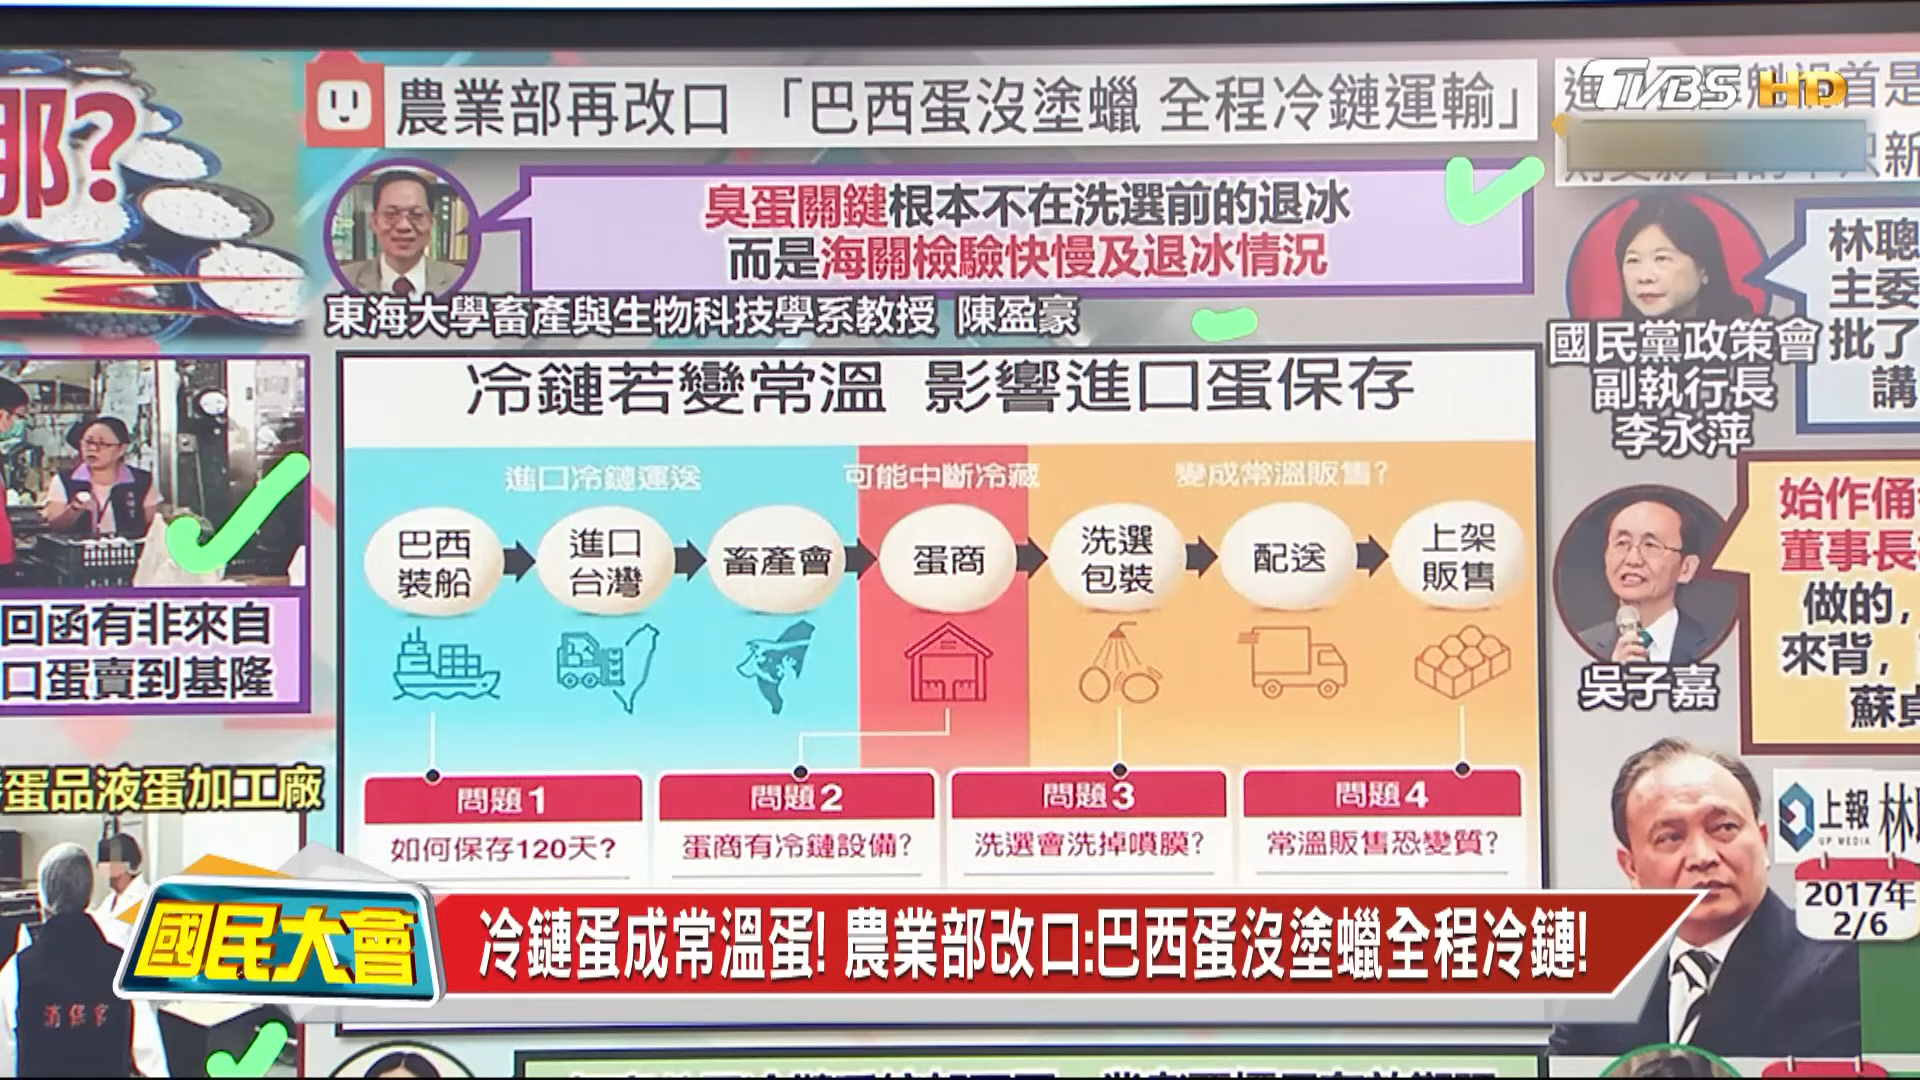 那?
農業部再改口 「巴西蛋沒塗蠟 全程冷鏈運輸」
TVBS HD
臭蛋關鍵根本不在洗選前的退冰
而是海關檢驗快慢及退冰情況
東海大學畜產與生物科技學系教授 陳盈豪
冷鏈若變常溫 影響進口蛋保存
進口冷鏈運送
可能中斷冷藏
變成常溫販售?
巴西
裝船
進口
台灣
畜產會
蛋商
洗選
包裝
配送
上架
販售
問題1
如何保存120天?
問題2
蛋商有冷鏈設備?
問題3
洗選會洗掉噴膜?
問題4
常溫販售恐變質?
回函有非來自
口蛋賣到基隆
蛋品液蛋加工廠
消保官
國民黨政策會
副執行長
李永萍
林聰
主委
批了
講
始作俑
董事長
做的,
來背,
蘇貞
吳子嘉
上報
UP MEDIA
林聰
2017年
2/6
國民大會
冷鏈蛋成常溫蛋! 農業部改口:巴西蛋沒塗蠟全程冷鏈!